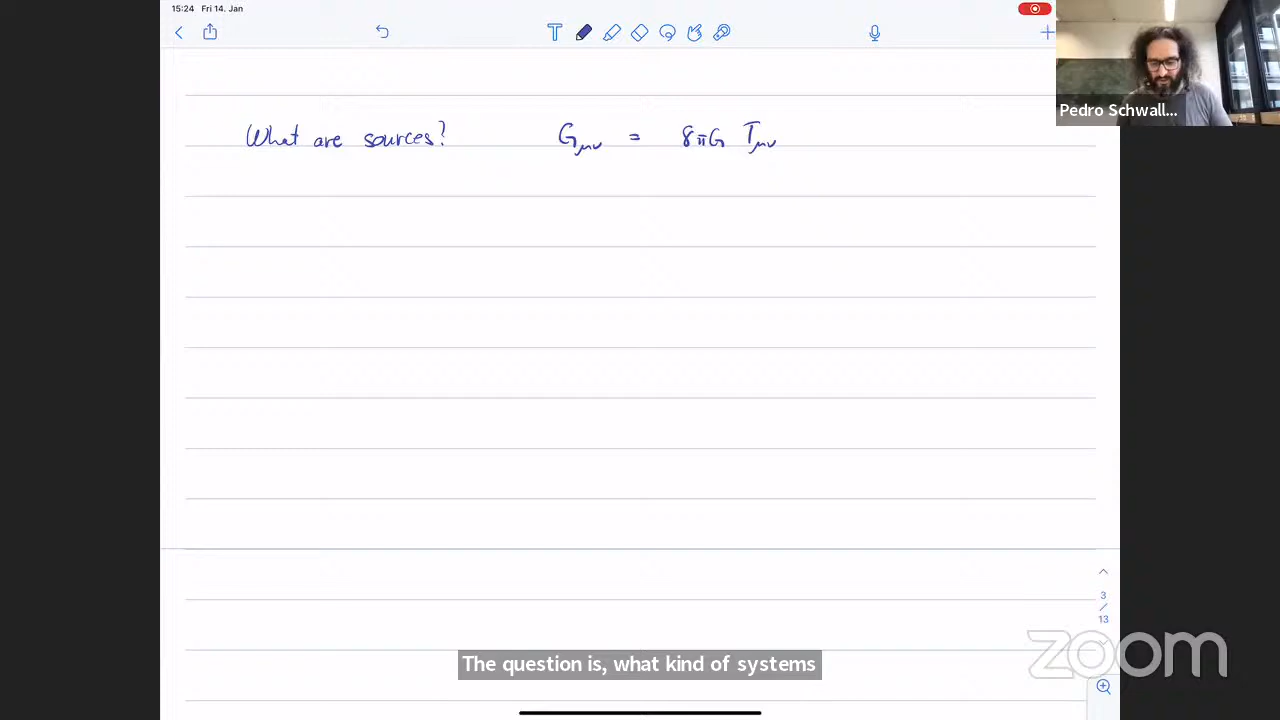 15:24 Fri 14. Jan
Pedro Schwall...
What are sources? G_μν = 8πG T_μν
3
/
13
The question is, what kind of systems
zoom